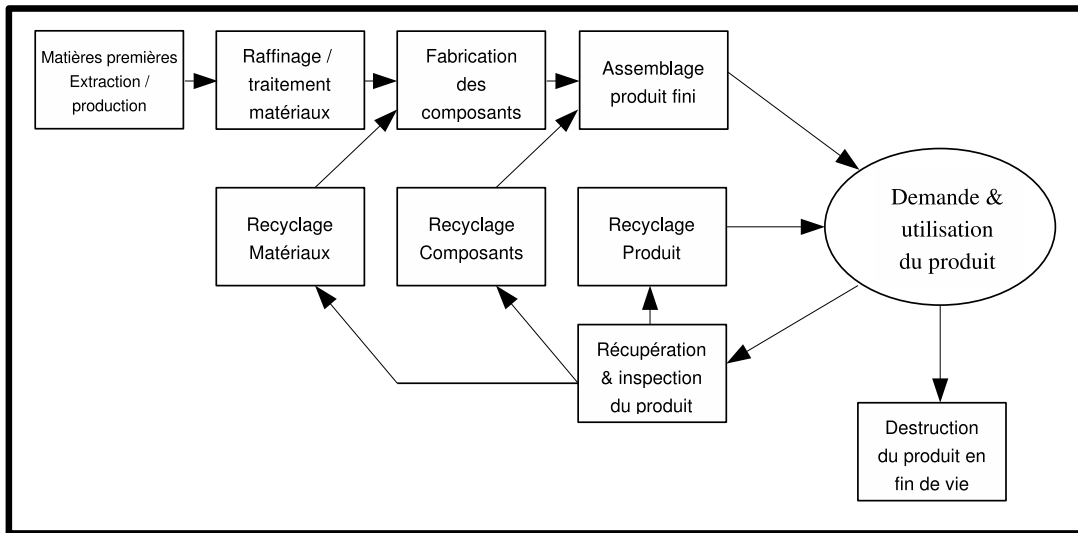 Matières premières
Extraction /
production
Raffinage /
traitement
matériaux
Fabrication
des
composants
Assemblage
produit fini
Recyclage
Matériaux
Recyclage
Composants
Recyclage
Produit
Demande &
utilisation
du produit
Récupération
& inspection
du produit
Destruction
du produit en
fin de vie